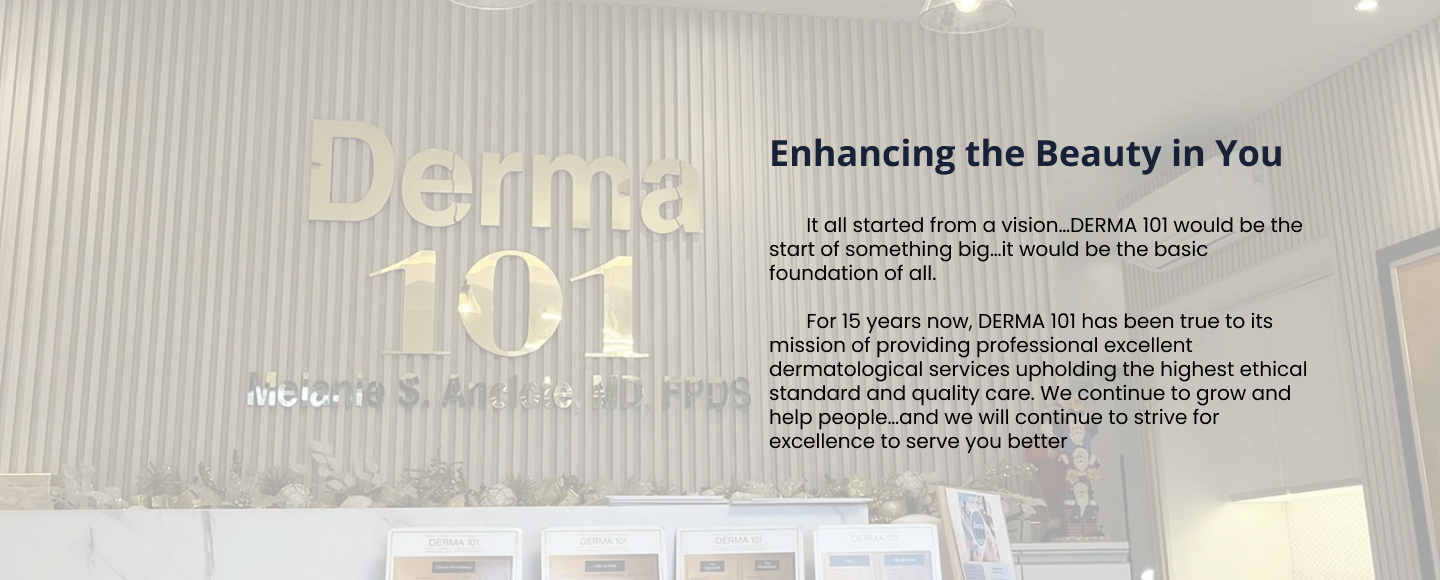 Derma
101
Melanie S. MD, FPDS
Enhancing the Beauty in You
It all started from a vision...DERMA 101 would be the
start of something big...it would be the basic
foundation of all.
For 15 years now, DERMA 101 has been true to its
mission of providing professional excellent
dermatological services upholding the highest ethical
standard and quality care. We continue to grow and
help people...and we will continue to strive for
excellence to serve you better
DERMA 101
DERMA 101
DERMA 101
DERMA 101